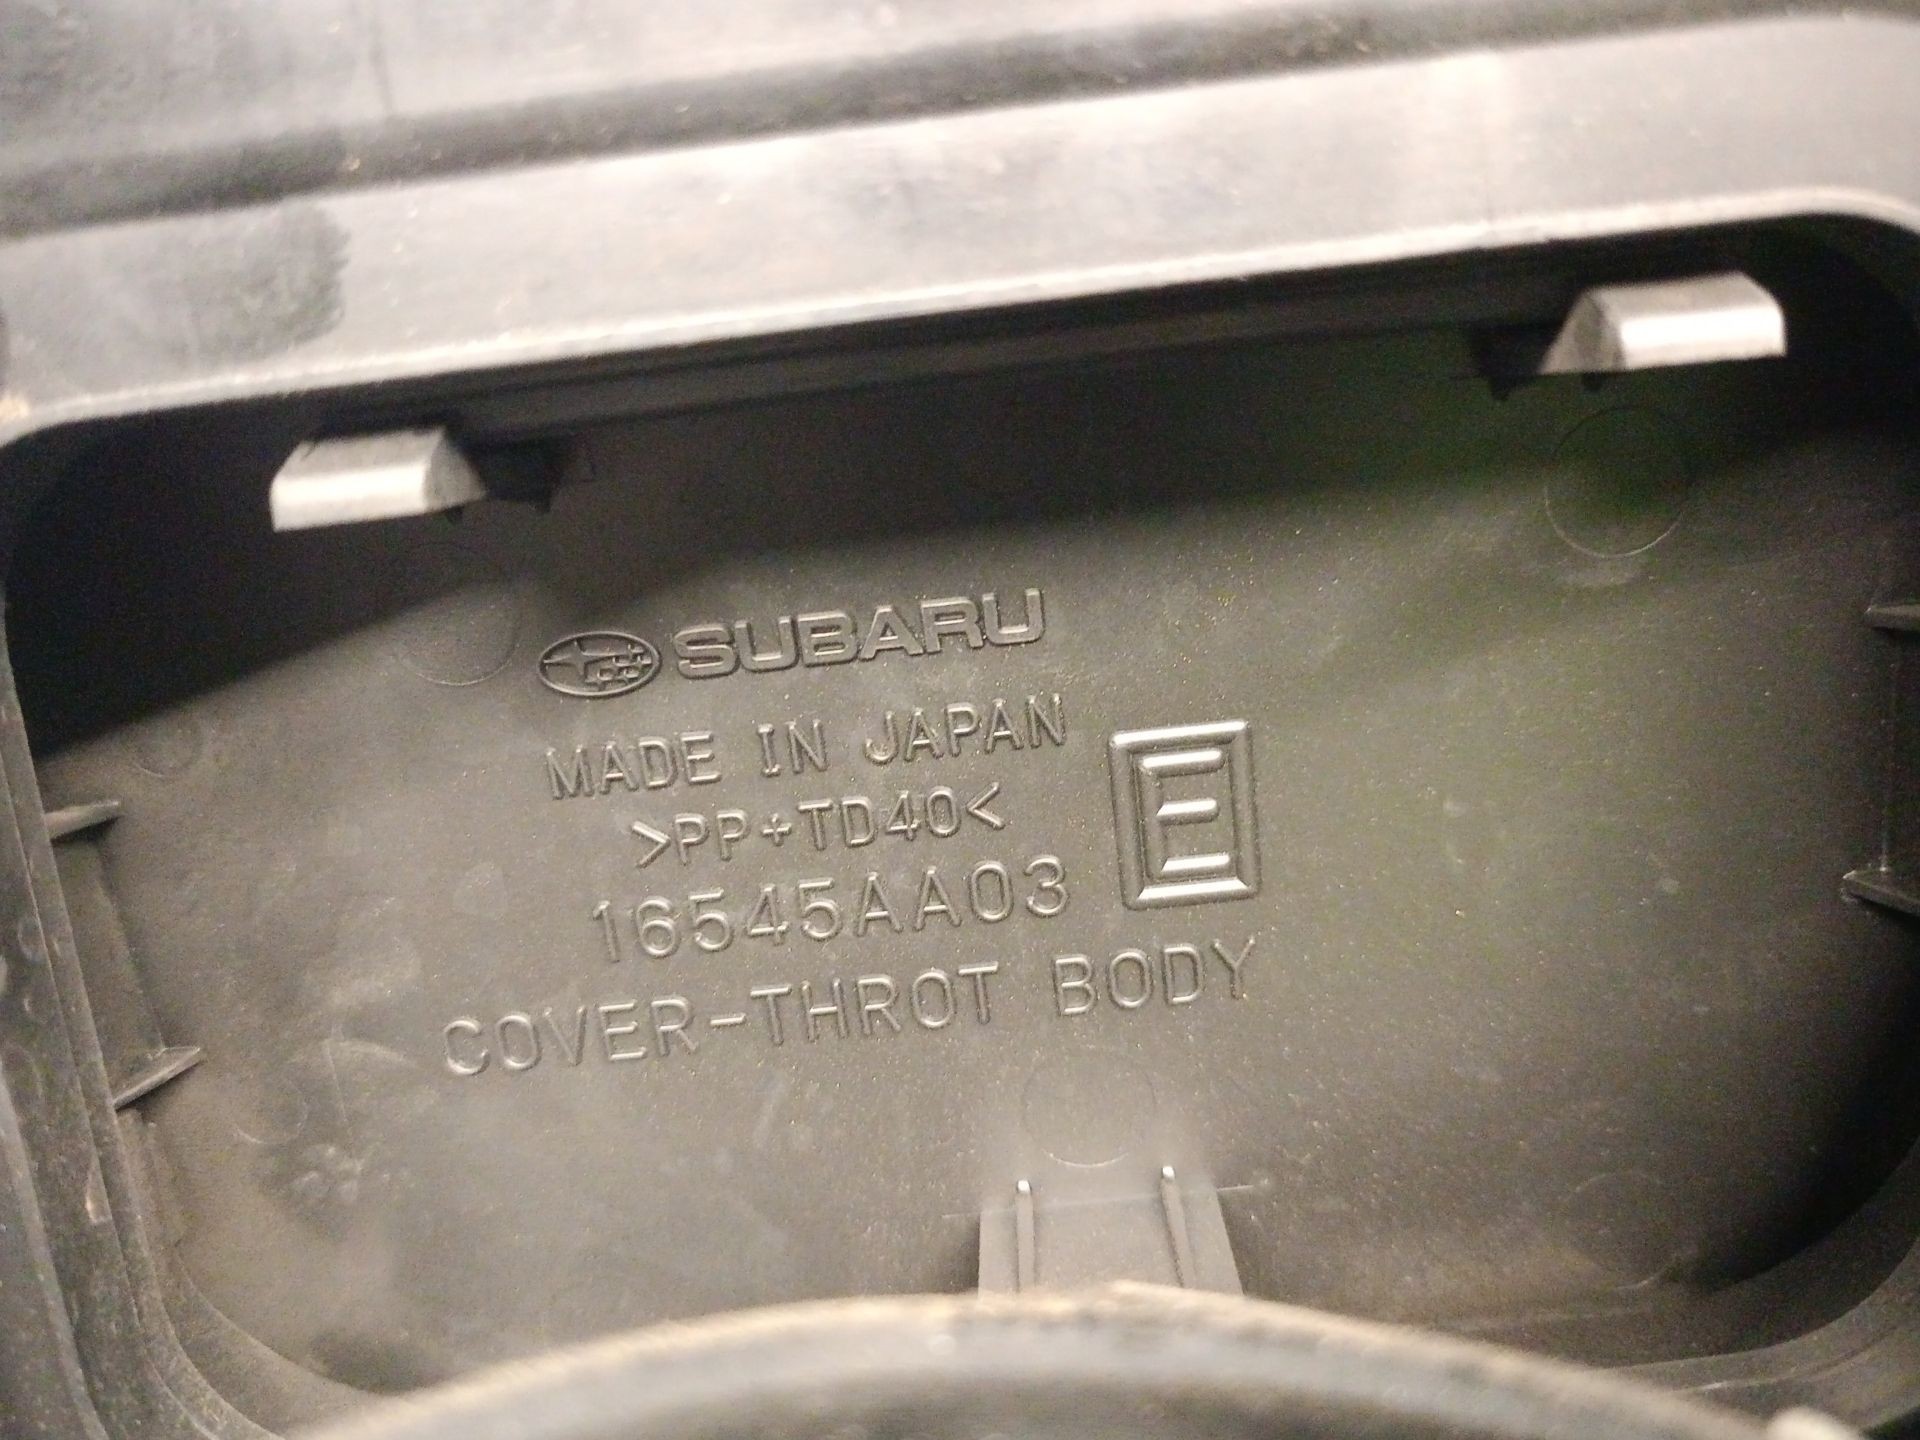 SUBARU
MADE IN JAPAN
>PP+TD40<
E
16545AA03
COVER-THROT BODY